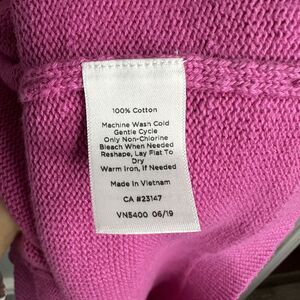 100% Cotton
Machine Wash Cold
Gentle Cycle
Only Non-Chlorine
Bleach When Needed
Reshape, Lay Flat To
Dry
Warm Iron, If Needed
Made in Vietnam
CA #23147
VN5400 06/19